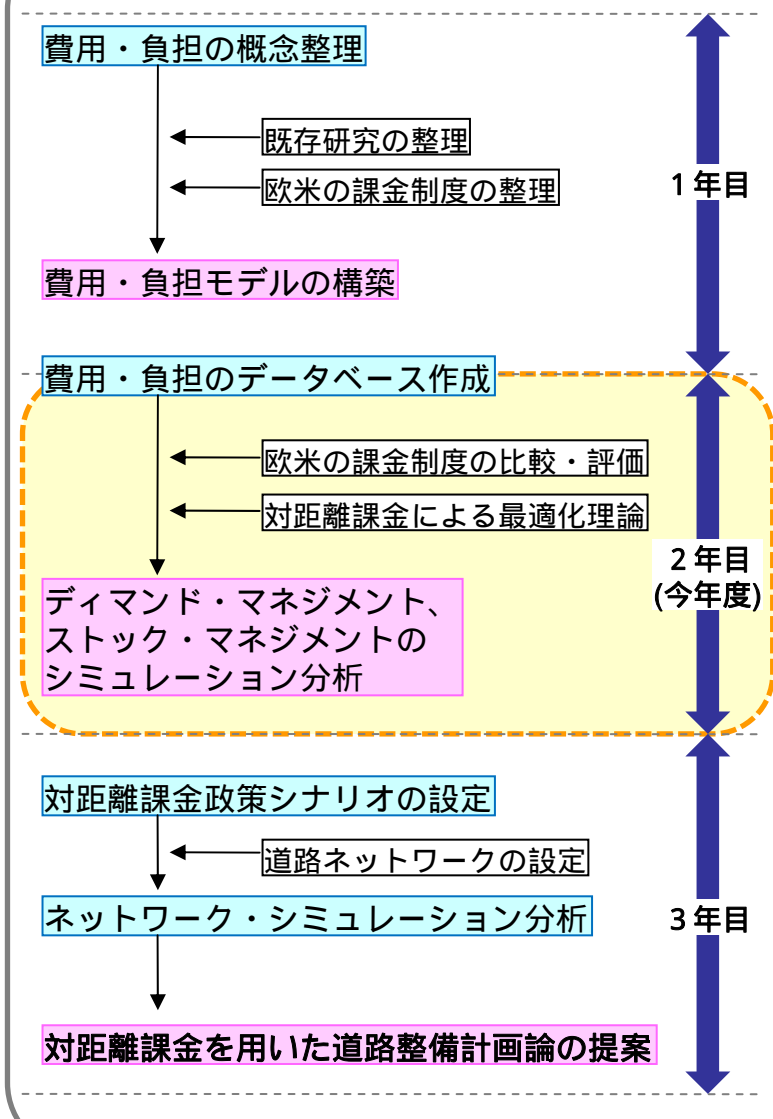 費用・負担の概念整理
既存研究の整理
欧米の課金制度の整理
1年目
費用・負担モデルの構築
費用・負担のデータベース作成
欧米の課金制度の比較・評価
対距離課金による最適化理論
2年目
(今年度)
ディマンド・マネジメント、
ストック・マネジメントの
シミュレーション分析
対距離課金政策シナリオの設定
道路ネットワークの設定
ネットワーク・シミュレーション分析
3年目
対距離課金を用いた道路整備計画論の提案